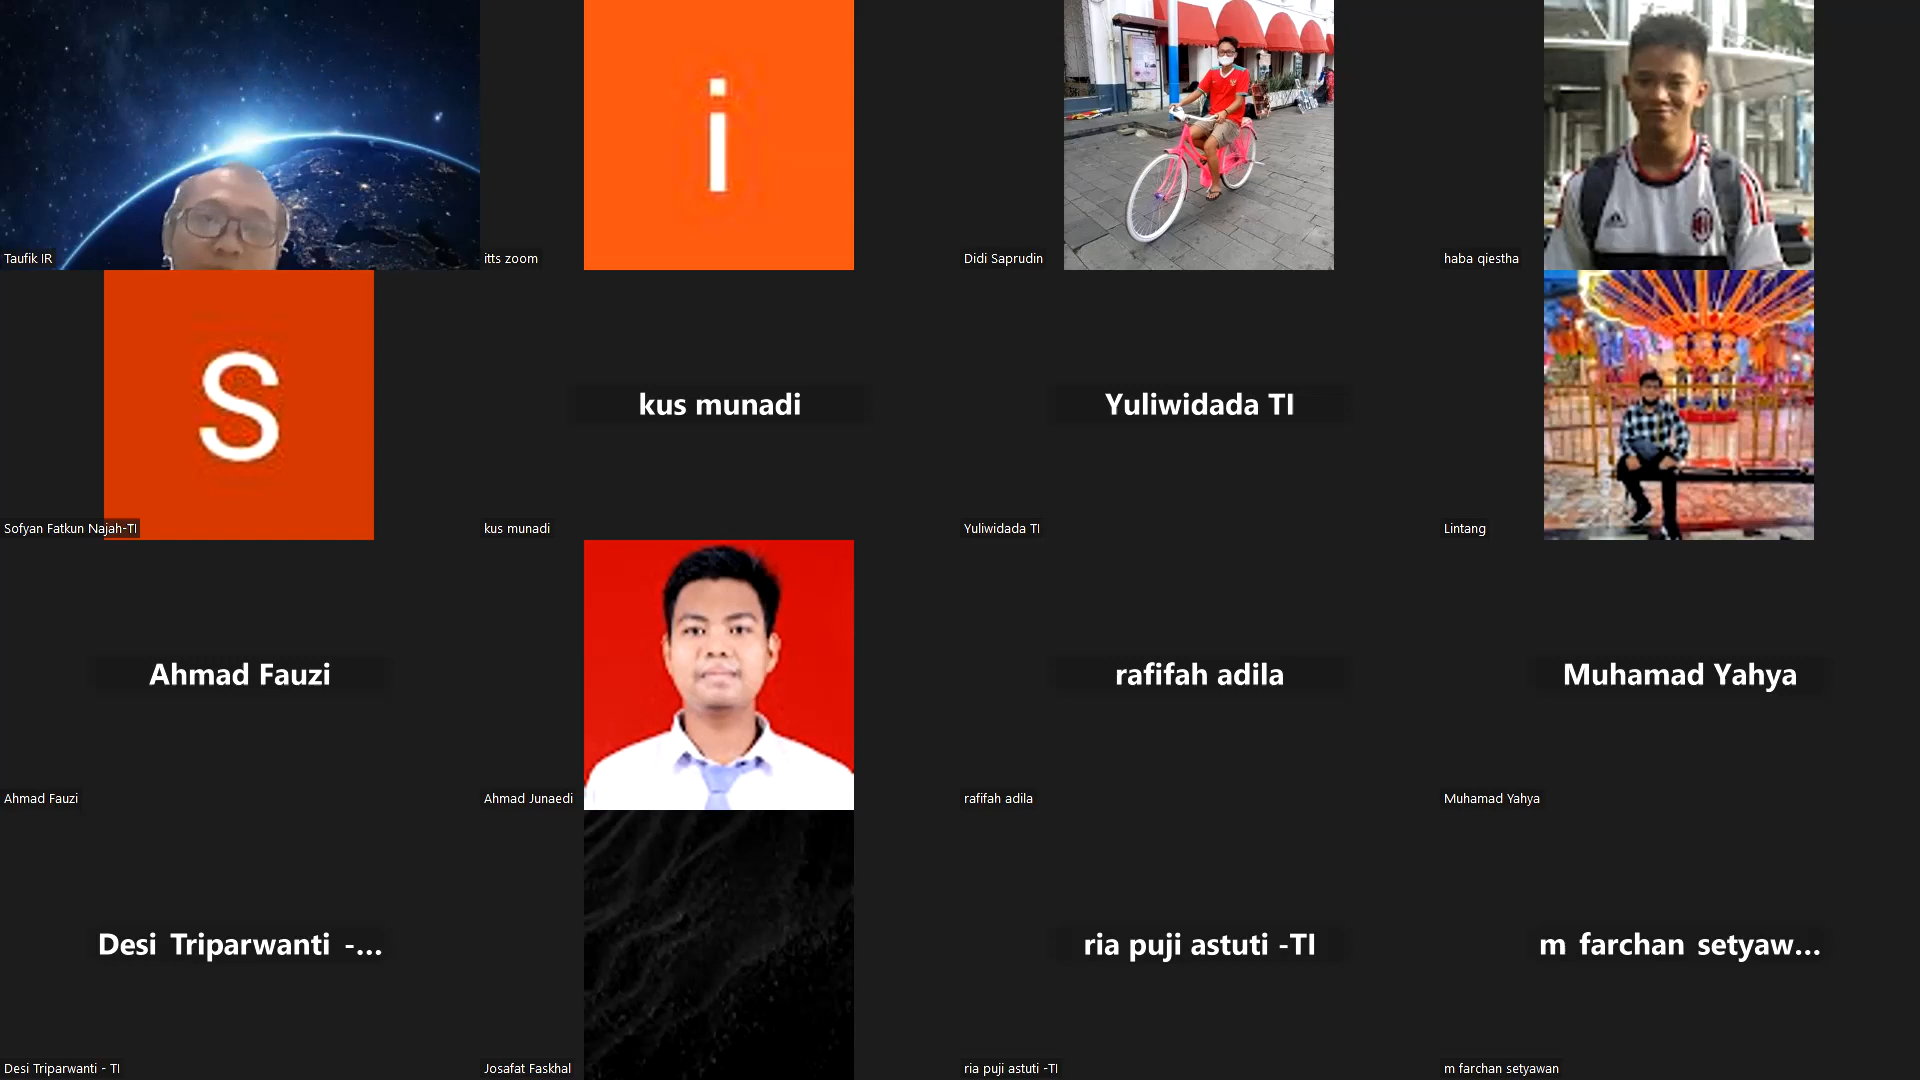 Taufik IR
i
itts zoom
Didi Saprudin
haba qiestha
S
Sofyan Fatkun Najah-TI
kus munadi
kus munadi
Yuliwidada TI
Yuliwidada TI
Lintang
Ahmad Fauzi
Ahmad Fauzi
Ahmad Junaedi
rafifah adila
rafifah adila
Muhamad Yahya
Muhamad Yahya
Desi Triparwanti -...
Desi Triparwanti - TI
Josafat Faskhal
ria puji astuti -TI
ria puji astuti -TI
m farchan setyaw...
m farchan setyawan